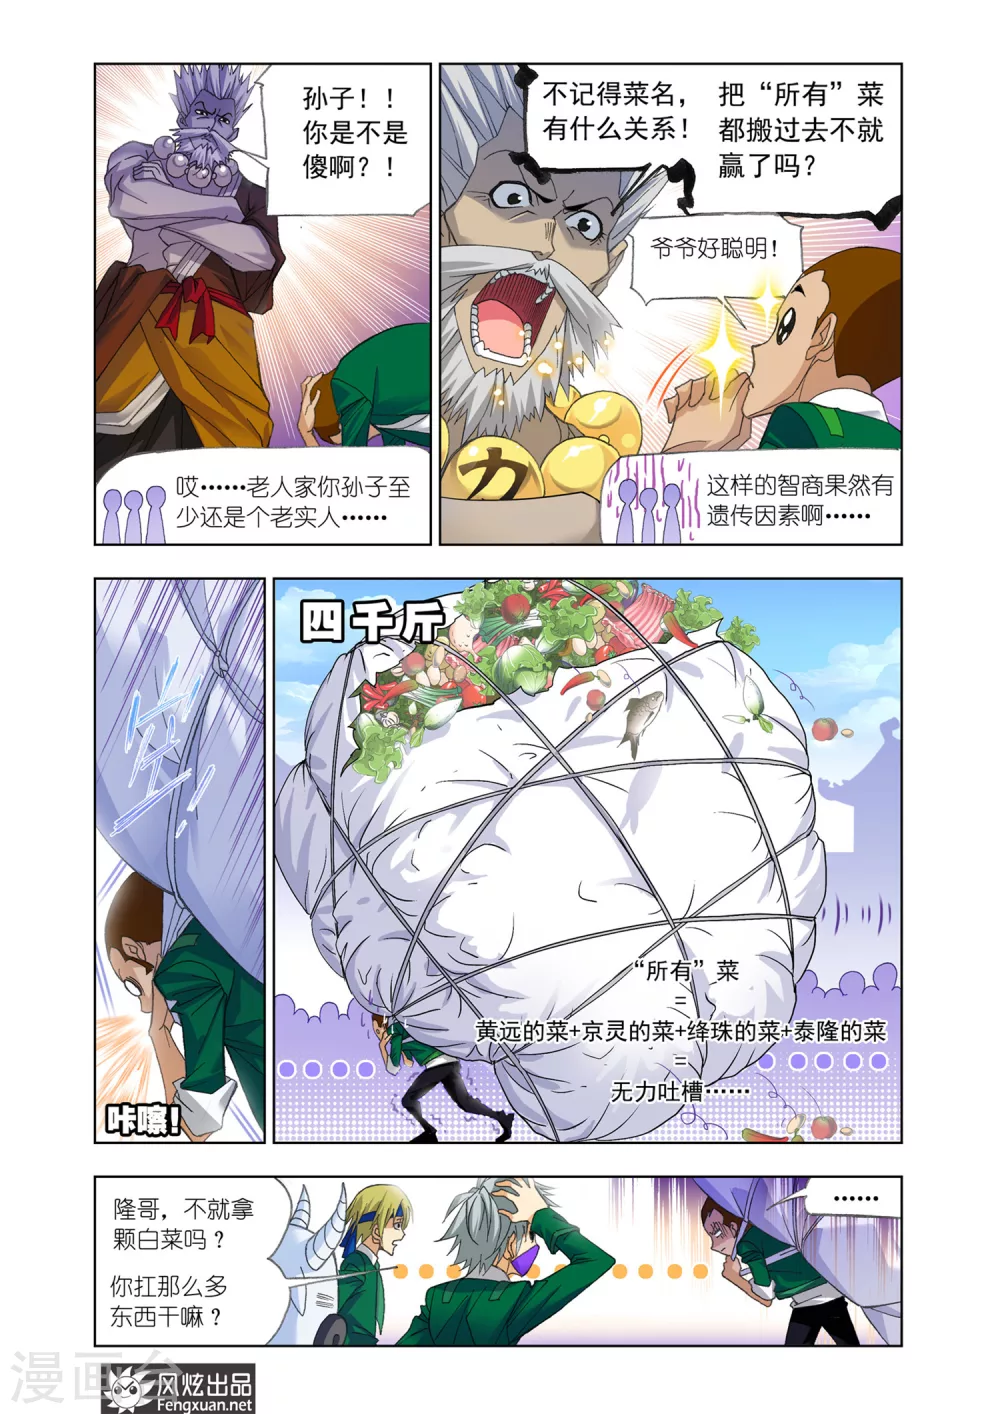 孙子！！
你是不是
傻啊？！
哎……老人家你孙子至
少还是个老实人……
不记得菜名，
有什么关系！
把“所有”菜
都搬过去不就
赢了吗？
爷爷好聪明！
力
这样的智商果然有
遗传因素啊……
咔嚓！
四千斤
“所有”菜
=
黄远的菜+京灵的菜+绛珠的菜+泰隆的菜
=
无力吐槽……
隆哥，不就拿
颗白菜吗？
你扛那么多
东西干嘛？
……
漫画台
风炫出品
Fengxuan.net